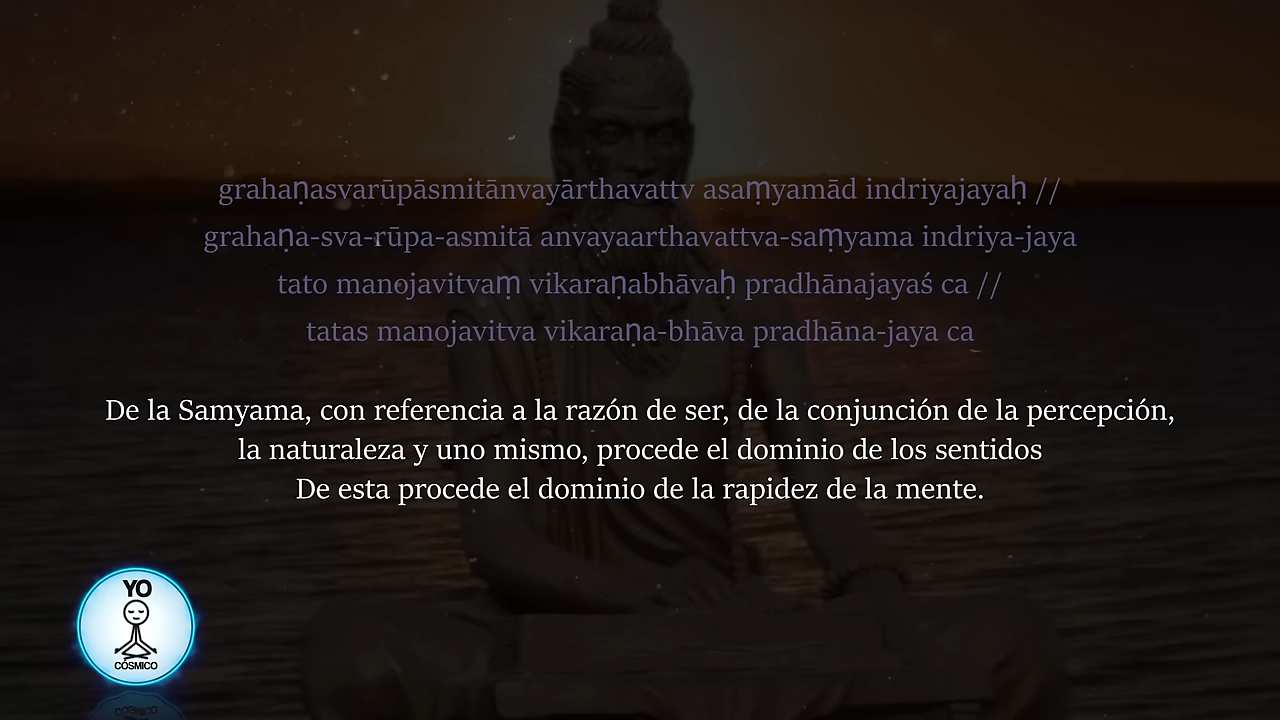 grahaṇasvarūpāsmitānvayārthavattv asaṃyamād indriyajayaḥ //
grahaṇa-sva-rūpa-asmitā anvayaarthavattva-saṃyama indriya-jaya
tato manojavitvaṃ vikaraṇabhāvaḥ pradhānajayaś ca //
tatas manojavitva vikaraṇa-bhāva pradhāna-jaya ca
De la Samyama, con referencia a la razón de ser, de la conjunción de la percepción,
la naturaleza y uno mismo, procede el dominio de los sentidos
De esta procede el dominio de la rapidez de la mente.
YO
CÓSMICO